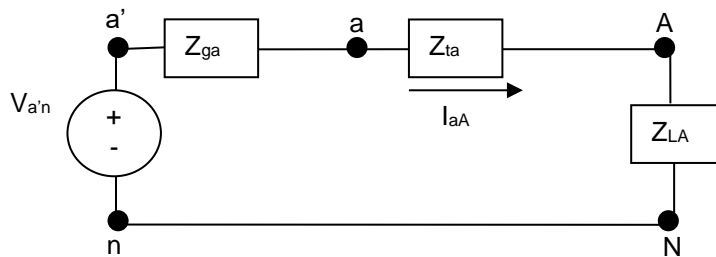 a’ a A
Zga Zta
Va’n + IaA ZLA
-
n N